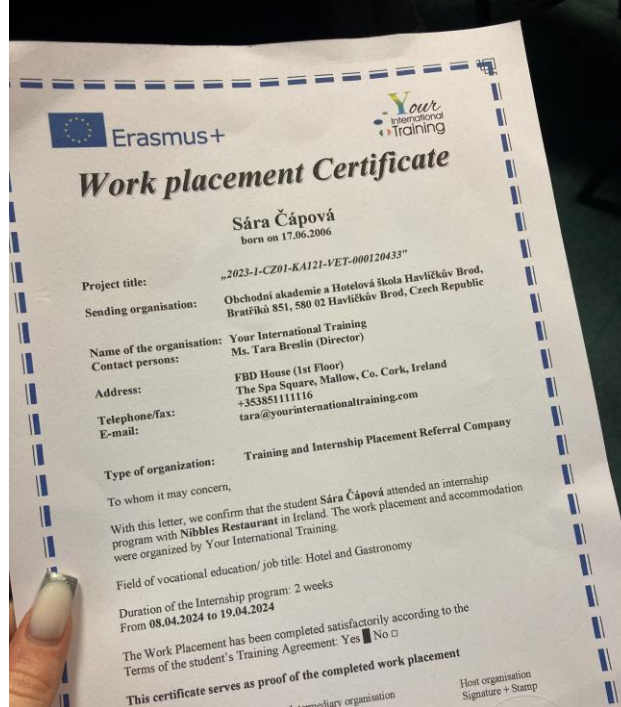 Erasmus+
Your
International
Training
Work placement Certificate
Sára Čápová
born on 17.06.2006
Project title: „2023-1-CZ01-KA121-VET-000120433”
Sending organisation: Obchodní akademie a Hotelová škola Havlíčkův Brod,
Bratříků 851, 580 02 Havlíčkův Brod, Czech Republic
Name of the organisation: Your International Training
Contact persons: Ms. Tara Breslin (Director)
Address: FBD House (1st Floor)
The Spa Square, Mallow, Co. Cork, Ireland
Telephone/fax: +353851111116
E-mail: tara@yourinternationaltraining.com
Type of organization: Training and Internship Placement Referral Company
To whom it may concern,
With this letter, we confirm that the student Sára Čápová attended an internship
program with Nibbles Restaurant in Ireland. The work placement and accommodation
were organized by Your International Training.
Field of vocational education/ job title: Hotel and Gastronomy
Duration of the Internship program: 2 weeks
From 08.04.2024 to 19.04.2024
The Work Placement has been completed satisfactorily according to the
Terms of the student’s Training Agreement: Yes ■ No □
This certificate serves as proof of the completed work placement
organisation
Host organisation
Signature + Stamp